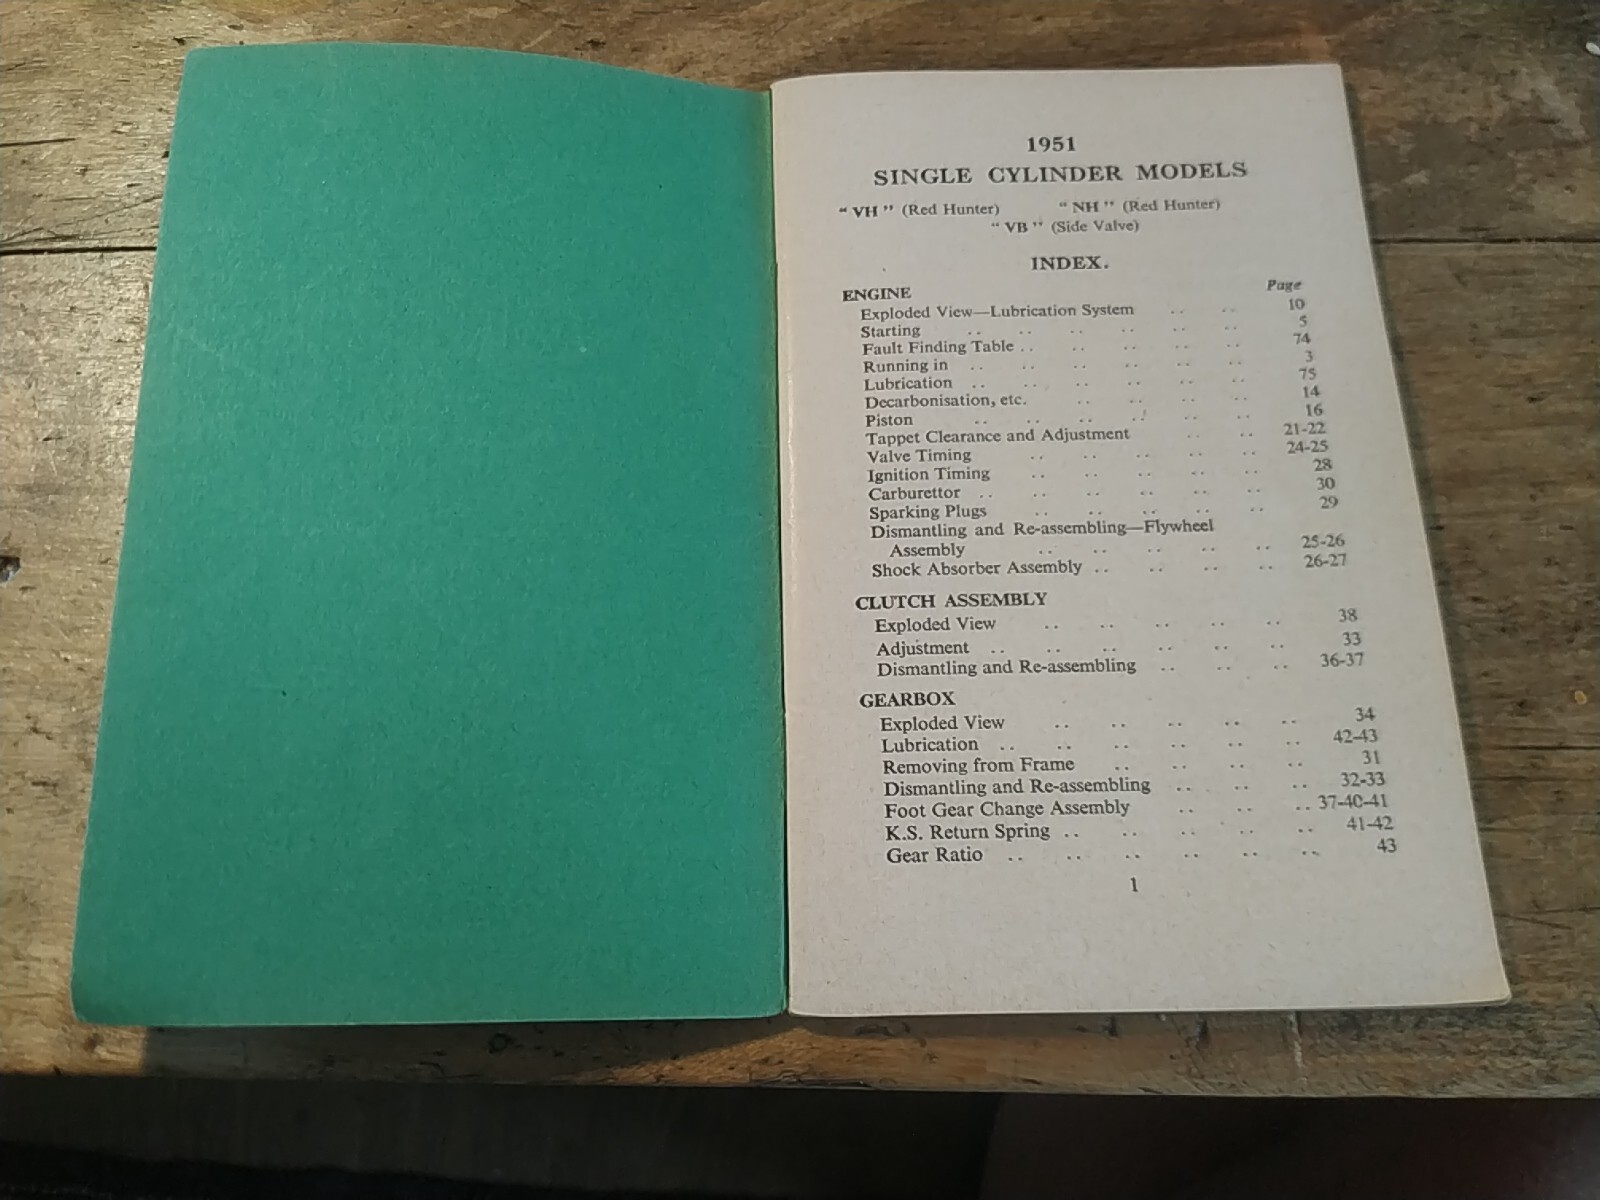 1951
SINGLE CYLINDER MODELS
“ VH ” (Red Hunter) “ NH ” (Red Hunter)
“ VB ” (Side Valve)
INDEX.
ENGINE Page
Exploded View—Lubrication System .. .. 10
Starting .. .. .. .. .. .. 5
Fault Finding Table .. .. .. .. .. 74
Running in .. .. .. .. .. .. 3
Lubrication .. .. .. .. .. .. 75
Decarbonisation, etc. .. .. .. .. 14
Piston .. .. .. .. .. .. 16
Tappet Clearance and Adjustment .. .. 21-22
Valve Timing .. .. .. .. .. 24-25
Ignition Timing .. .. .. .. .. 28
Carburettor .. .. .. .. .. .. 30
Sparking Plugs .. .. .. .. .. 29
Dismantling and Re-assembling—Flywheel
Assembly .. .. .. .. .. 25-26
Shock Absorber Assembly .. .. .. .. 26-27
CLUTCH ASSEMBLY
Exploded View .. .. .. .. .. 38
Adjustment .. .. .. .. .. .. 33
Dismantling and Re-assembling .. .. .. 36-37
GEARBOX
Exploded View .. .. .. .. .. 34
Lubrication .. .. .. .. .. .. 42-43
Removing from Frame .. .. .. .. 31
Dismantling and Re-assembling .. .. .. 32-33
Foot Gear Change Assembly .. .. .. 37-40-41
K.S. Return Spring .. .. .. .. .. 41-42
Gear Ratio .. .. .. .. .. .. 43
1